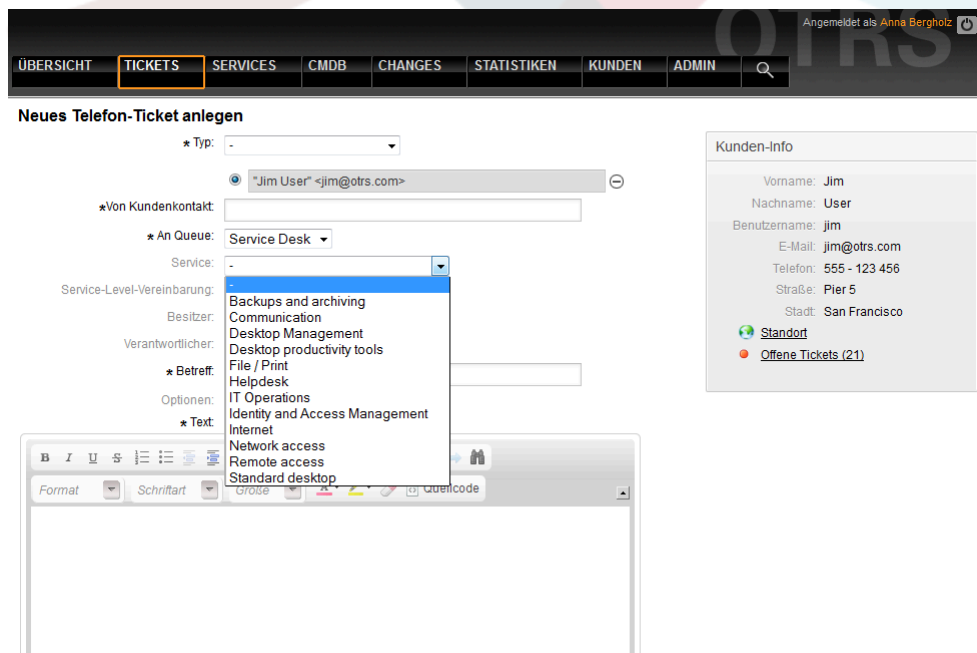 OTRS
Angemeldet als Anna Bergholz
ÜBERSICHT TICKETS SERVICES CMDB CHANGES STATISTIKEN KUNDEN ADMIN
Neues Telefon-Ticket anlegen
* Typ: -
"Jim User" <jim@otrs.com>
*Von Kundenkontakt:
* An Queue: Service Desk
Service: -
-
Service-Level-Vereinbarung:
Besitzer:
Verantwortlicher:
* Betreff:
Optionen:
* Text:
Backups and archiving
Communication
Desktop Management
Desktop productivity tools
File / Print
Helpdesk
IT Operations
Identity and Access Management
Internet
Network access
Remote access
Standard desktop
B I U S
Format Schriftart Größe A Quellcode
Kunden-Info
Vorname: Jim
Nachname: User
Benutzername: jim
E-Mail: jim@otrs.com
Telefon: 555 - 123 456
Straße: Pier 5
Stadt: San Francisco
Standort
Offene Tickets (21)